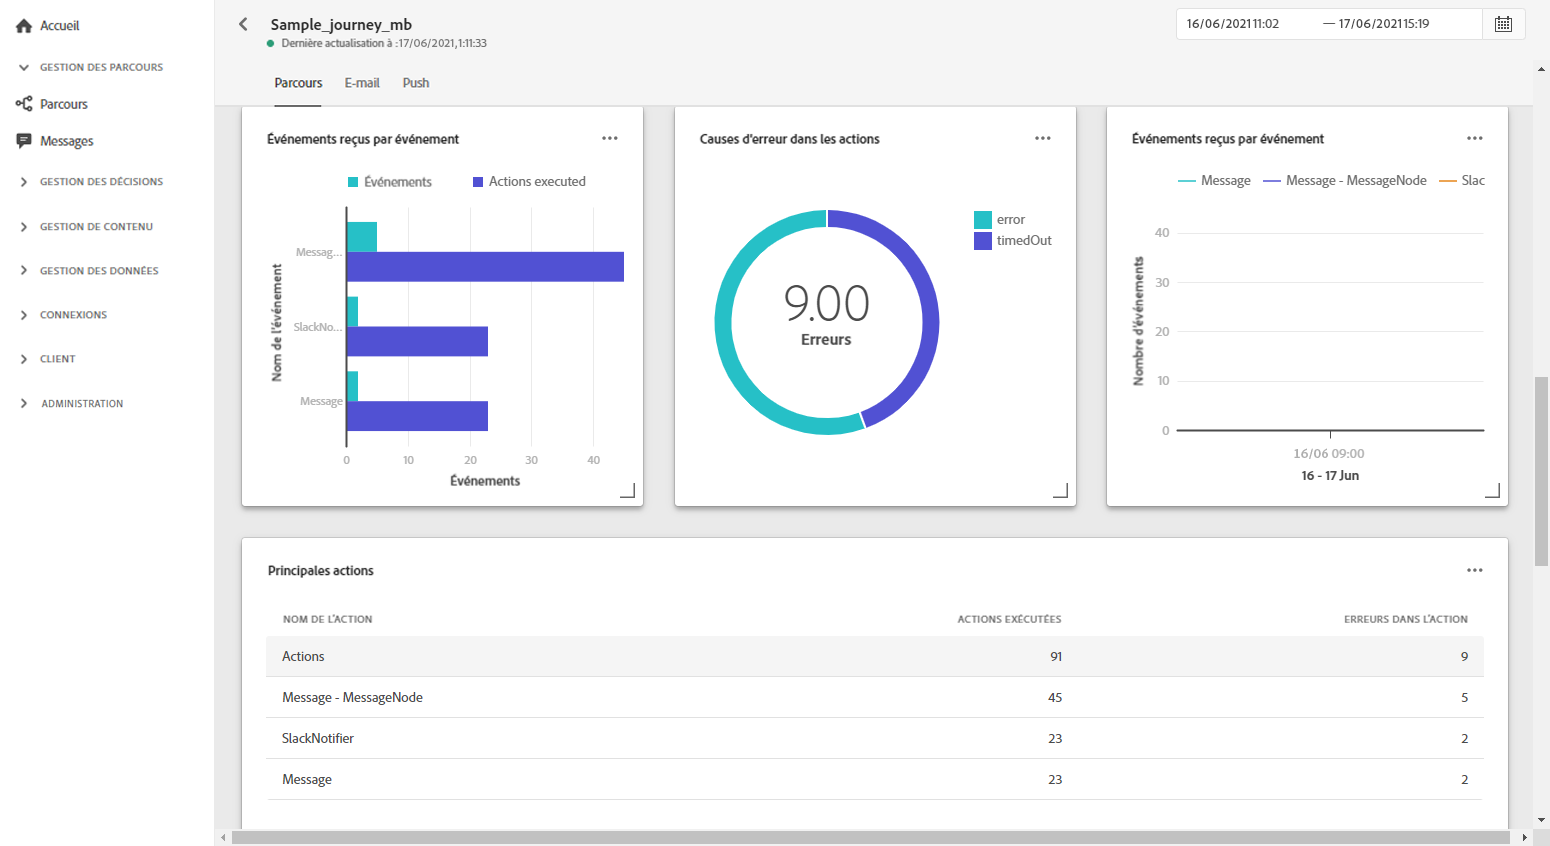 Accueil
GESTION DES PARCOURS
Parcours
Messages
GESTION DES DÉCISIONS
GESTION DE CONTENU
GESTION DES DONNÉES
CONNEXIONS
CLIENT
ADMINISTRATION
Sample_journey_mb
Dernière actualisation à :17/06/2021,1:11:33
16/06/202111:02 — 17/06/202115:19
Parcours E-mail Push
Événements reçus par événement
Événements Actions executed
Nom de l'événement
Messag...
SlackNo...
Message
0 10 20 30 40
Événements
Causes d'erreur dans les actions
error
timedOut
9.00
Erreurs
Événements reçus par événement
Message Message - MessageNode Slac
Nombre d'événements
40
30
20
10
0
16/06 09:00
16 - 17 Jun
Principales actions
NOM DE L'ACTION ACTIONS EXÉCUTÉES ERREURS DANS L'ACTION
Actions 91 9
Message - MessageNode 45 5
SlackNotifier 23 2
Message 23 2